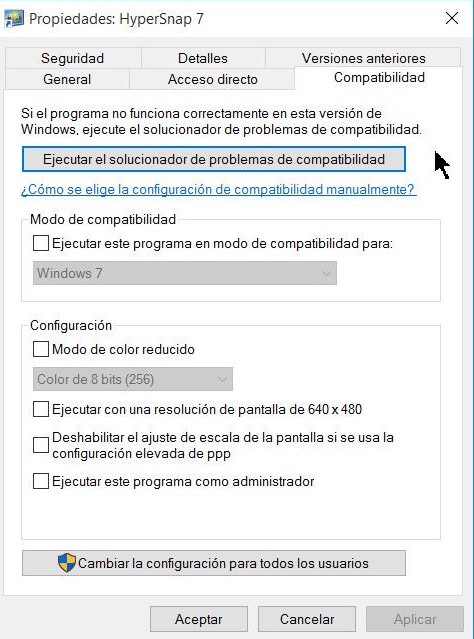 Propiedades: HyperSnap 7
Seguridad Detalles Versiones anteriores
General Acceso directo Compatibilidad
Si el programa no funciona correctamente en esta versión de
Windows, ejecute el solucionador de problemas de compatibilidad.
Ejecutar el solucionador de problemas de compatibilidad
¿Cómo se elige la configuración de compatibilidad manualmente?
Modo de compatibilidad
Ejecutar este programa en modo de compatibilidad para:
Windows 7
Configuración
Modo de color reducido
Color de 8 bits (256)
Ejecutar con una resolución de pantalla de 640 x 480
Deshabilitar el ajuste de escala de la pantalla si se usa la
configuración elevada de ppp
Ejecutar este programa como administrador
Cambiar la configuración para todos los usuarios
Aceptar Cancelar Aplicar